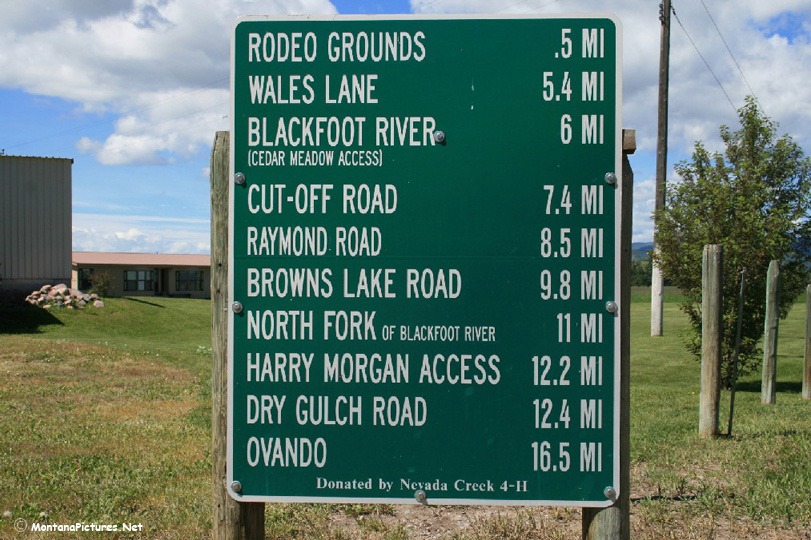 RODEO GROUNDS .5 MI
WALES LANE 5.4 MI
BLACKFOOT RIVER 6 MI
(CEDAR MEADOW ACCESS)
CUT-OFF ROAD 7.4 MI
RAYMOND ROAD 8.5 MI
BROWNS LAKE ROAD 9.8 MI
NORTH FORK OF BLACKFOOT RIVER 11 MI
HARRY MORGAN ACCESS 12.2 MI
DRY GULCH ROAD 12.4 MI
OVANDO 16.5 MI
Donated by Nevada Creek 4-H
© MontanaPictures.Net